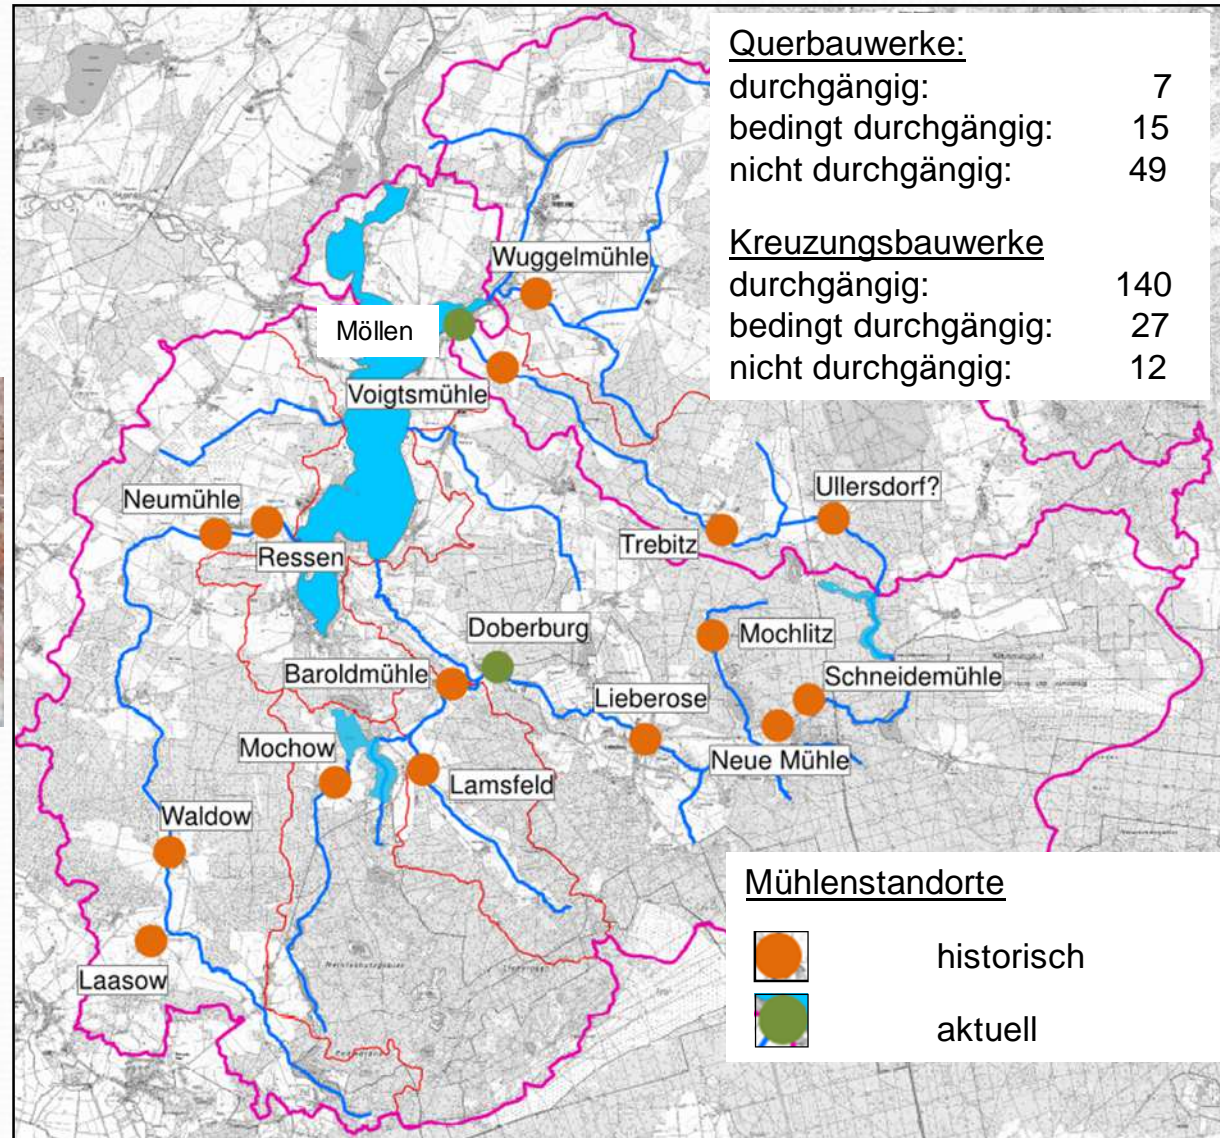 Querbauwerke:
durchgängig: 7
bedingt durchgängig: 15
nicht durchgängig: 49
Kreuzungsbauwerke
durchgängig: 140
bedingt durchgängig: 27
nicht durchgängig: 12
Wuggelmühle
Möllen
Voigtsmühle
Neumühle
Ullersdorf?
Ressen
Trebitz
Doberburg
Mochlitz
Baroldmühle
Schneidemühle
Lieberose
Mochow
Neue Mühle
Lamsfeld
Waldow
Laasow
Mühlenstandorte
historisch
aktuell